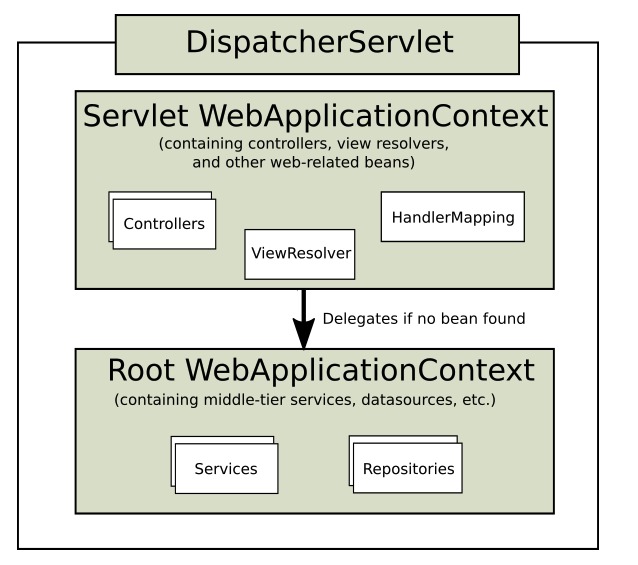 DispatcherServlet
Servlet WebApplicationContext
(containing controllers, view resolvers,
and other web-related beans)
Controllers
HandlerMapping
ViewResolver
Delegates if no bean found
Root WebApplicationContext
(containing middle-tier services, datasources, etc.)
Services
Repositories